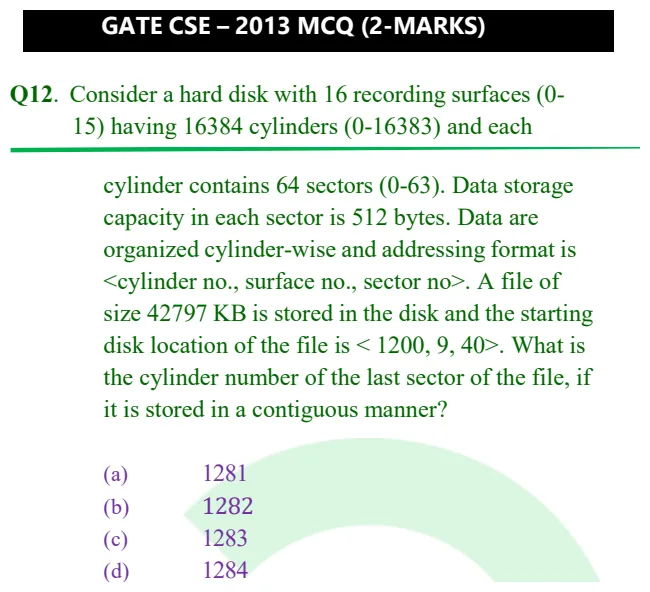 GATE CSE – 2013 MCQ (2-MARKS)
Q12. Consider a hard disk with 16 recording surfaces (0-
15) having 16384 cylinders (0-16383) and each
cylinder contains 64 sectors (0-63). Data storage
capacity in each sector is 512 bytes. Data are
organized cylinder-wise and addressing format is
<cylinder no., surface no., sector no>. A file of
size 42797 KB is stored in the disk and the starting
disk location of the file is < 1200, 9, 40>. What is
the cylinder number of the last sector of the file, if
it is stored in a contiguous manner?
(a) 1281
(b) 1282
(c) 1283
(d) 1284